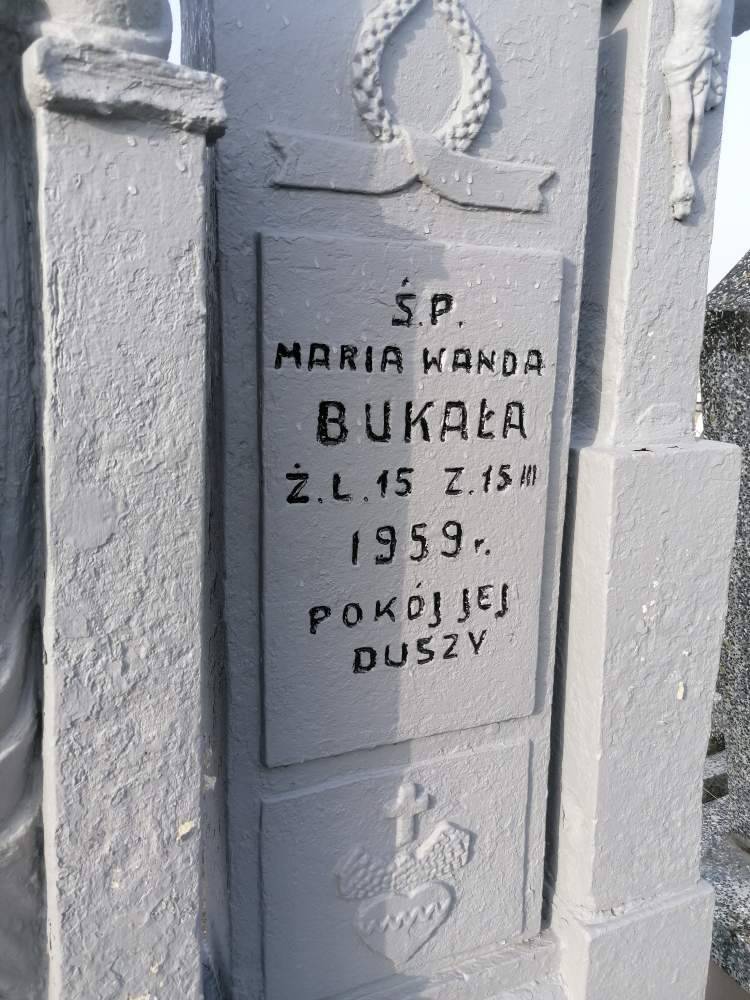 Ś.P.
MARIA WANDA
BUKAŁA
Ż.L.15 Z.15 III
1959 r.
POKÓJ JEJ
DUSZY